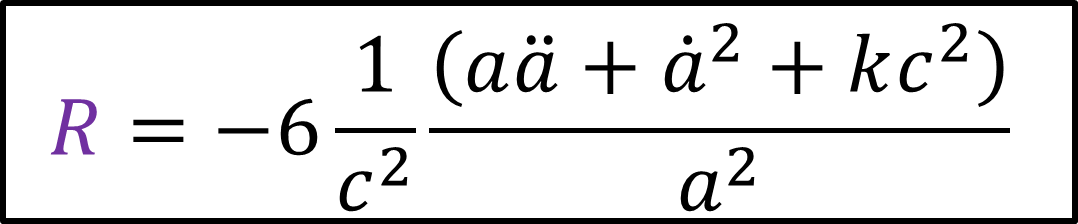 R = −6 1/c² (aä + ȧ² + kc²)/a²